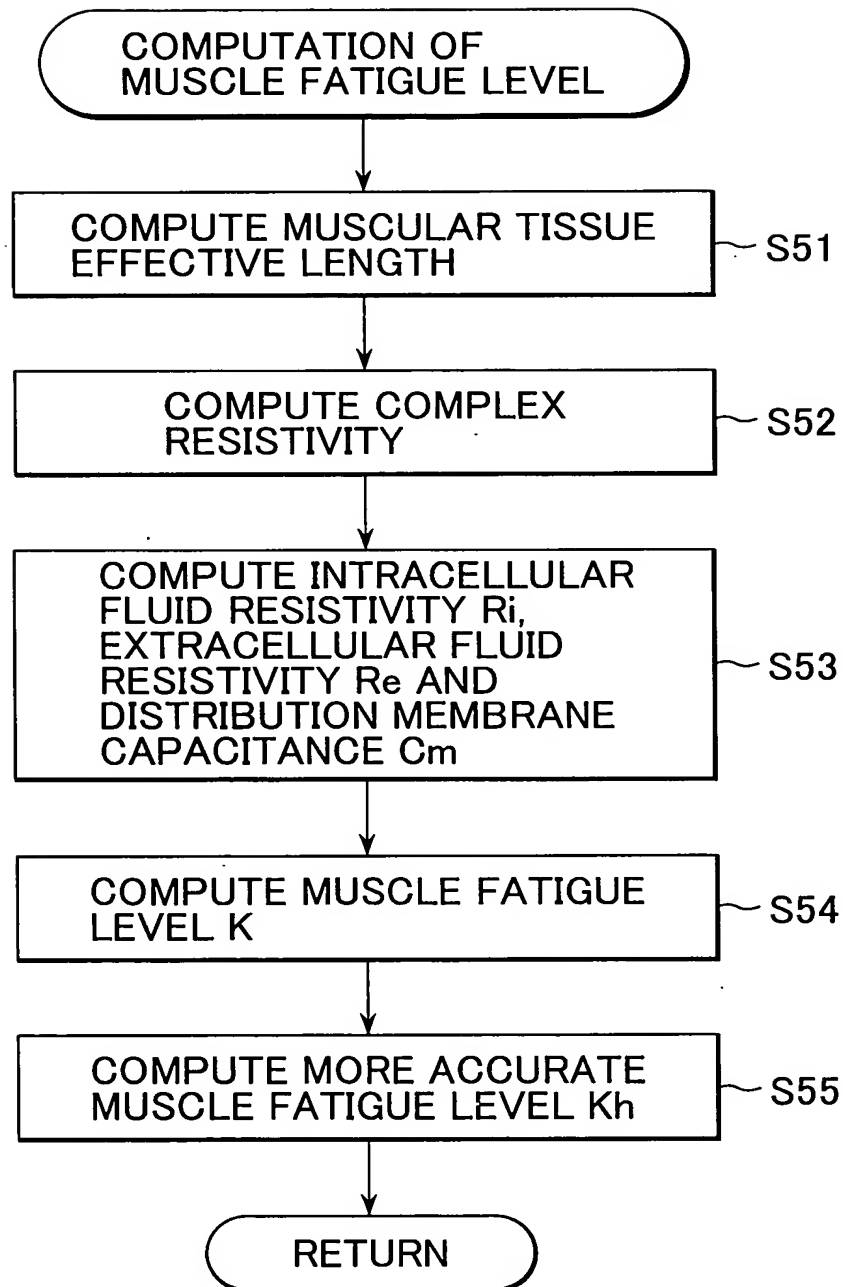 COMPUTATION OF
MUSCLE FATIGUE LEVEL
COMPUTE MUSCULAR TISSUE
EFFECTIVE LENGTH
S51
COMPUTE COMPLEX
RESISTIVITY
S52
COMPUTE INTRACELLULAR
FLUID RESISTIVITY Ri,
EXTRACELLULAR FLUID
RESISTIVITY Re AND
DISTRIBUTION MEMBRANE
CAPACITANCE Cm
S53
COMPUTE MUSCLE FATIGUE
LEVEL K
S54
COMPUTE MORE ACCURATE
MUSCLE FATIGUE LEVEL Kh
S55
RETURN